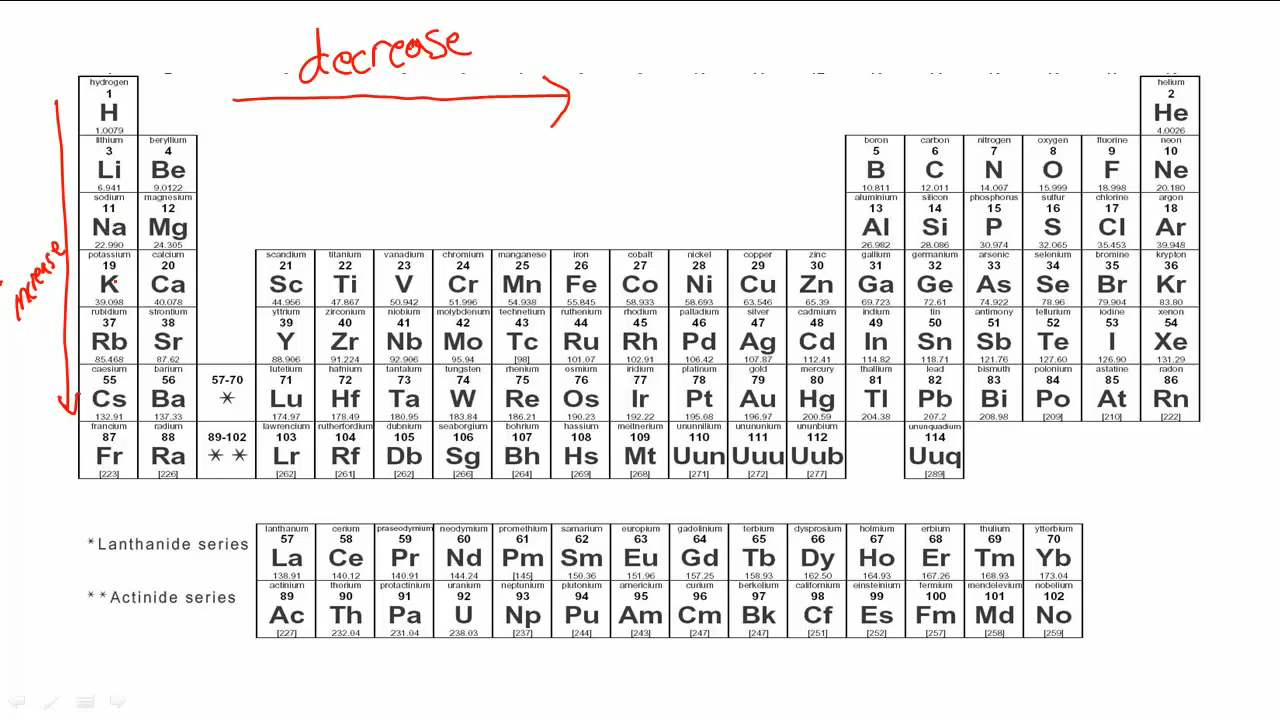 decrease
increase
hydrogen helium
1 2
H He
1.0079 4.0026
lithium beryllium boron carbon nitrogen oxygen fluorine neon
3 4 5 6 7 8 9 10
Li Be B C N O F Ne
6.941 9.0122 10.811 12.011 14.007 15.999 18.998 20.180
sodium magnesium aluminium silicon phosphorus sulfur chlorine argon
11 12 13 14 15 16 17 18
Na Mg Al Si P S Cl Ar
22.990 24.305 26.982 28.086 30.974 32.065 35.453 39.948
potassium calcium scandium titanium vanadium chromium manganese iron cobalt nickel copper zinc gallium germanium arsenic selenium bromine krypton
19 20 21 22 23 24 25 26 27 28 29 30 31 32 33 34 35 36
K Ca Sc Ti V Cr Mn Fe Co Ni Cu Zn Ga Ge As Se Br Kr
39.098 40.078 44.956 47.867 50.942 51.996 54.938 55.845 58.933 58.693 63.546 65.39 69.723 72.61 74.922 78.96 79.904 83.80
rubidium strontium yttrium zirconium niobium molybdenum technetium ruthenium rhodium palladium silver cadmium indium tin antimony tellurium iodine xenon
37 38 39 40 41 42 43 44 45 46 47 48 49 50 51 52 53 54
Rb Sr Y Zr Nb Mo Tc Ru Rh Pd Ag Cd In Sn Sb Te I Xe
85.468 87.62 88.906 91.224 92.906 95.94 [98] 101.07 102.91 106.42 107.87 112.41 114.82 118.71 121.76 127.60 126.90 131.29
caesium barium lutetium hafnium tantalum tungsten rhenium osmium iridium platinum gold mercury thallium lead bismuth polonium astatine radon
55 56 57-70 71 72 73 74 75 76 77 78 79 80 81 82 83 84 85 86
Cs Ba * Lu Hf Ta W Re Os Ir Pt Au Hg Tl Pb Bi Po At Rn
132.91 137.33 174.97 178.49 180.95 183.84 186.21 190.23 192.22 195.08 196.97 200.59 204.38 207.2 208.98 [209] [210] [222]
francium radium lawrencium rutherfordium dubnium seaborgium bohrium hassium meitnerium ununnilium unununium ununbium ununquadium
87 88 89-102 103 104 105 106 107 108 109 110 111 112 114
Fr Ra * * Lr Rf Db Sg Bh Hs Mt Uun Uuu Uub Uuq
[223] [226] [262] [261] [262] [266] [264] [269] [268] [271] [272] [277] [289]
lanthanum cerium praseodymium neodymium promethium samarium europium gadolinium terbium dysprosium holmium erbium thulium ytterbium
57 58 59 60 61 62 63 64 65 66 67 68 69 70
*Lanthanide series La Ce Pr Nd Pm Sm Eu Gd Tb Dy Ho Er Tm Yb
138.91 140.12 140.91 144.24 [145] 150.36 151.96 157.25 158.93 162.50 164.93 167.26 168.93 173.04
actinium thorium protactinium uranium neptunium plutonium americium curium berkelium californium einsteinium fermium mendelevium nobelium
89 90 91 92 93 94 95 96 97 98 99 100 101 102
**Actinide series Ac Th Pa U Np Pu Am Cm Bk Cf Es Fm Md No
[227] 232.04 231.04 238.03 [237] [244] [243] [247] [247] [251] [252] [257] [258] [259]